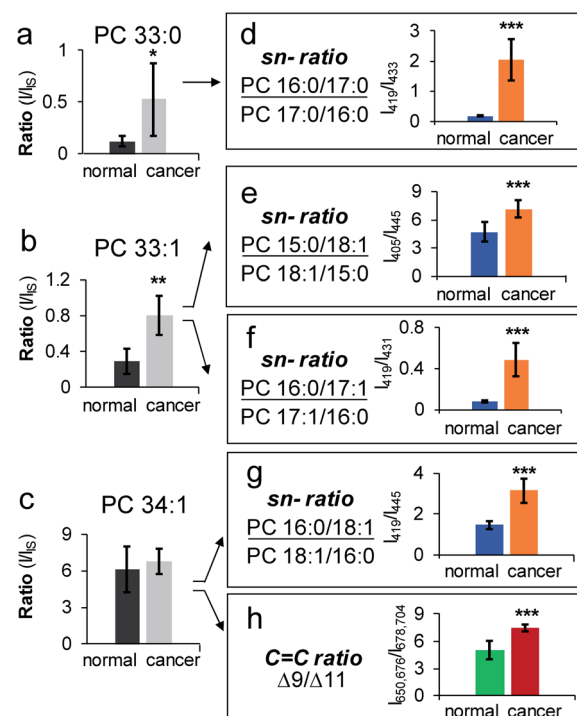 a
PC 33:0
Ratio (I/I_IS)
1
0.5
0
*
normal cancer
d
sn- ratio
PC 16:0/17:0
PC 17:0/16:0
I419/I433
3
2
1
0
***
normal cancer
b
PC 33:1
Ratio (I/I_IS)
1.2
0.8
0.4
0
**
normal cancer
e
sn- ratio
PC 15:0/18:1
PC 18:1/15:0
I405/I445
9
6
3
0
***
normal cancer
f
sn- ratio
PC 16:0/17:1
PC 17:1/16:0
I419/I431
0.8
0.4
0
***
normal cancer
c
PC 34:1
Ratio (I/I_IS)
9
6
3
0
normal cancer
g
sn- ratio
PC 16:0/18:1
PC 18:1/16:0
I419/I445
4
2
0
***
normal cancer
h
C=C ratio
Δ9/Δ11
I650,676/I678,704
9
6
3
0
***
normal cancer